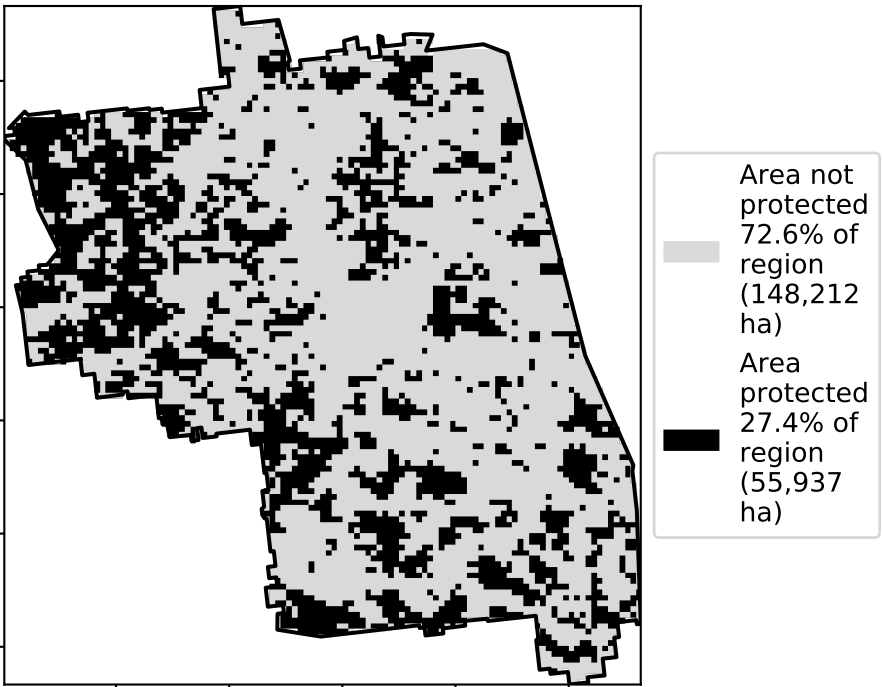 Area not
protected
72.6% of
region
(148,212
ha)
Area
protected
27.4% of
region
(55,937
ha)